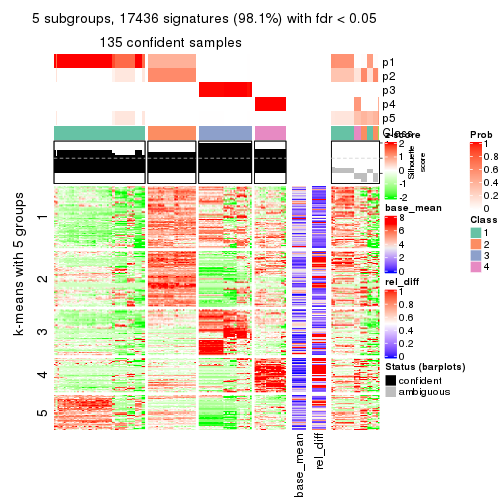 5 subgroups, 17436 signatures (98.1%) with fdr < 0.05
135 confident samples
p1
p2
p3
p4
p5
Class
Silhouette
score
k-means with 5 groups
1
2
3
4
5
base_mean
rel_diff
z-score
2
1
0
-1
-2
base_mean
8
6
4
2
0
rel_diff
1
0.8
0.6
0.4
0.2
0
Status (barplots)
confident
ambiguous
Prob
1
0.8
0.6
0.4
0.2
0
Class
1
2
3
4